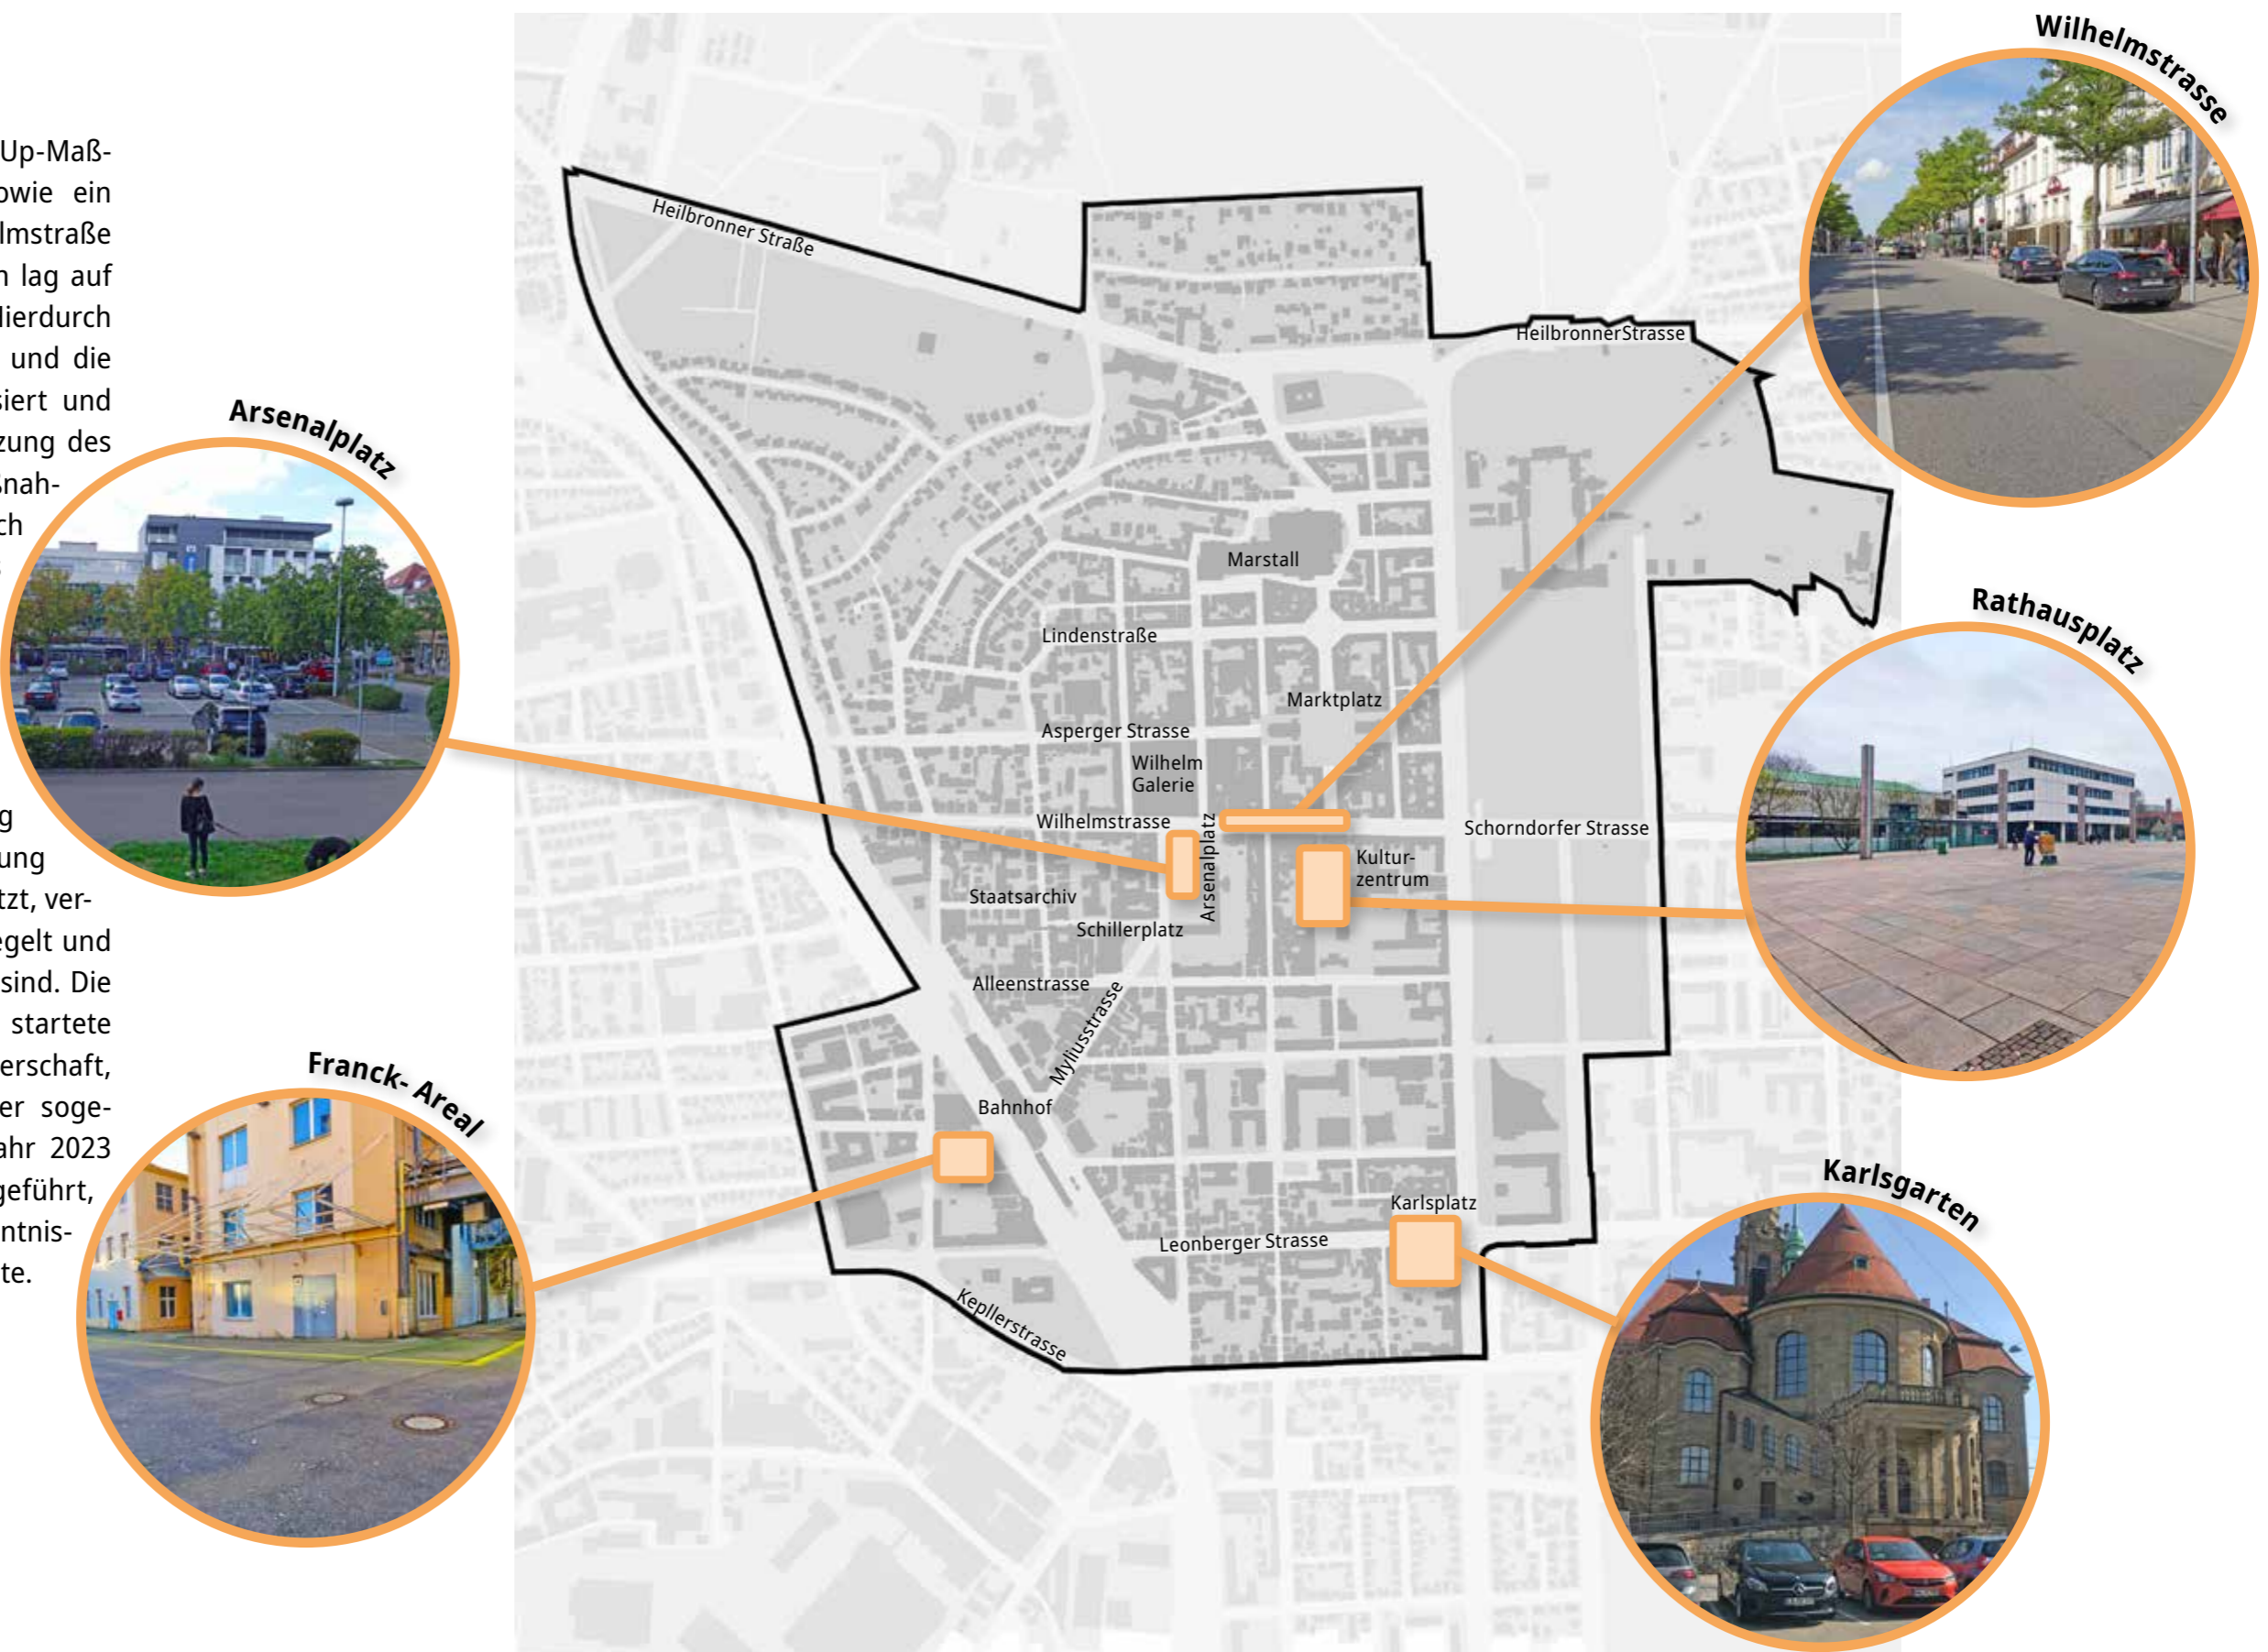 Up-Maß-
owie ein
lmstraße
n lag auf
Hierdurch
und die
siert und
zung des
ßnah-
ch
s
g
ung
tzt, ver-
egelt und
sind. Die
startete
erschaft,
er soge-
ahr 2023
geführt,
ntnis-
te.
Arsenalplatz
Franck- Areal
Wilhelmstrasse
Rathausplatz
Karlsgarten
Heilbronner Straße
HeilbronnerStrasse
Marstall
Lindenstraße
Marktplatz
Asperger Strasse
Wilhelm
Galerie
Wilhelmstrasse
Arsenalplatz
Schorndorfer Strasse
Kultur-
zentrum
Staatsarchiv
Schillerplatz
Alleenstrasse
Myliusstrasse
Bahnhof
Karlsplatz
Leonberger Strasse
Kepllerstrasse